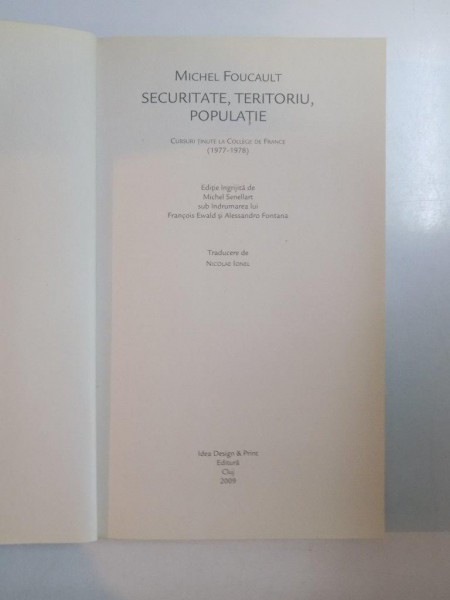 MICHEL FOUCAULT
SECURITATE, TERITORIU,
POPULAȚIE
CURSURI ȚINUTE LA COLLÈGE DE FRANCE
(1977-1978)
Ediție îngrijită de
Michel Senellart
sub îndrumarea lui
François Ewald și Alessandro Fontana
Traducere de
NICOLAE IONEL
Idea Design & Print
Editură
Cluj
2009